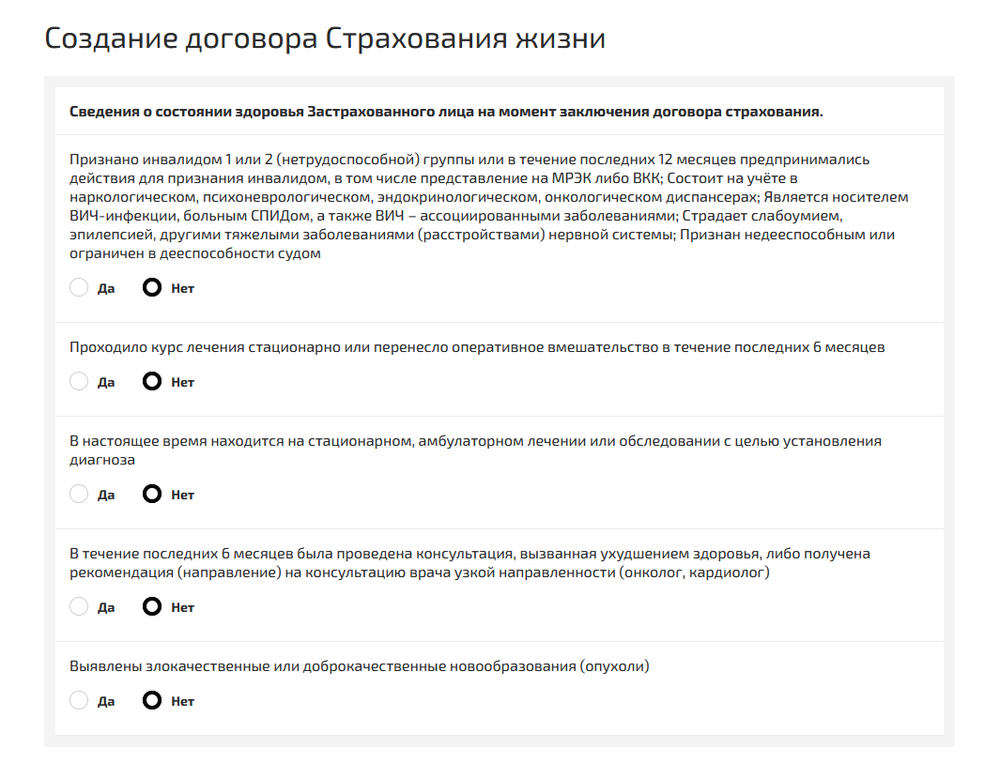 Создание договора Страхования жизни
Сведения о состоянии здоровья Застрахованного лица на момент заключения договора страхования.
Признано инвалидом 1 или 2 (нетрудоспособной) группы или в течение последних 12 месяцев предпринимались
действия для признания инвалидом, в том числе представление на МРЭК либо ВКК; Состоит на учёте в
наркологическом, психоневрологическом, эндокринологическом, онкологическом диспансерах; Является носителем
ВИЧ-инфекции, больным СПИДом, а также ВИЧ – ассоциированными заболеваниями; Страдает слабоумием,
эпилепсией, другими тяжелыми заболеваниями (расстройствами) нервной системы; Признан недееспособным или
ограничен в дееспособности судом
Да Нет
Проходило курс лечения стационарно или перенесло оперативное вмешательство в течение последних 6 месяцев
Да Нет
В настоящее время находится на стационарном, амбулаторном лечении или обследовании с целью установления
диагноза
Да Нет
В течение последних 6 месяцев была проведена консультация, вызванная ухудшением здоровья, либо получена
рекомендация (направление) на консультацию врача узкой направленности (онколог, кардиолог)
Да Нет
Выявлены злокачественные или доброкачественные новообразования (опухоли)
Да Нет